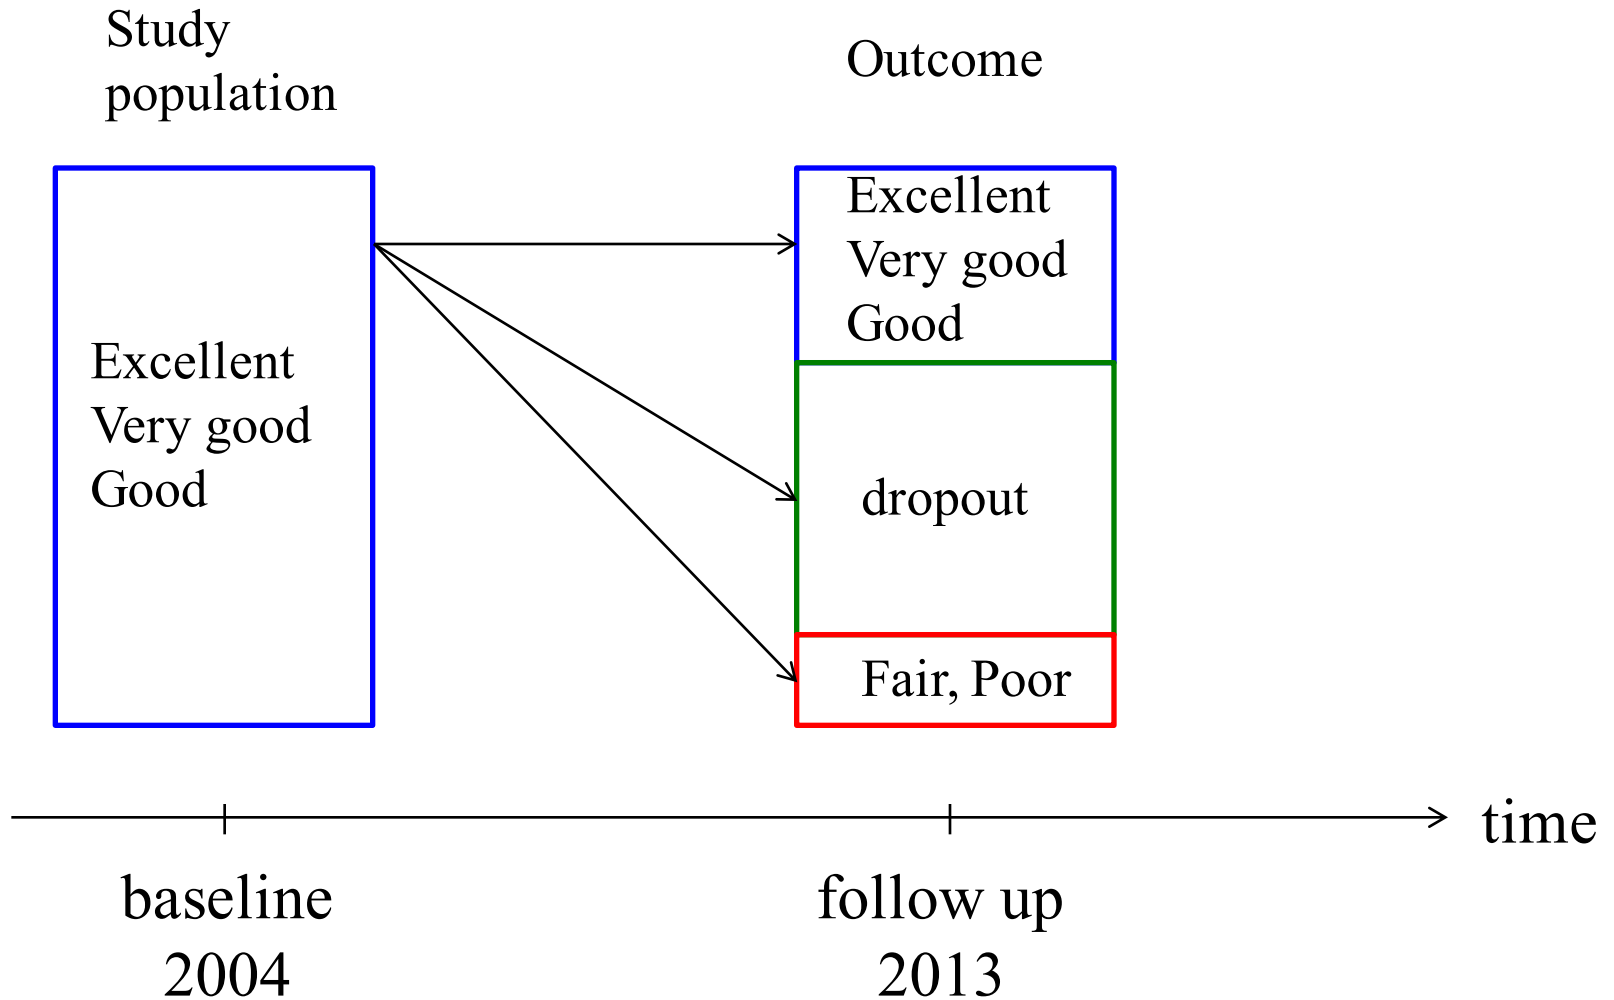 Study
population
Outcome
Excellent
Very good
Good
Excellent
Very good
Good
dropout
Fair, Poor
time
baseline
2004
follow up
2013